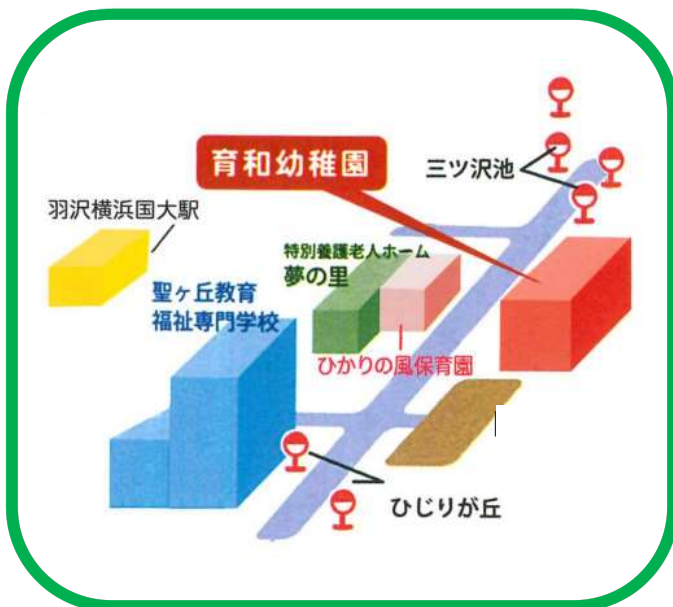 育和幼稚園
三ツ沢池
羽沢横浜国大駅
特別養護老人ホーム
夢の里
聖ヶ丘教育
福祉専門学校
ひかりの風保育園
ひじりが丘